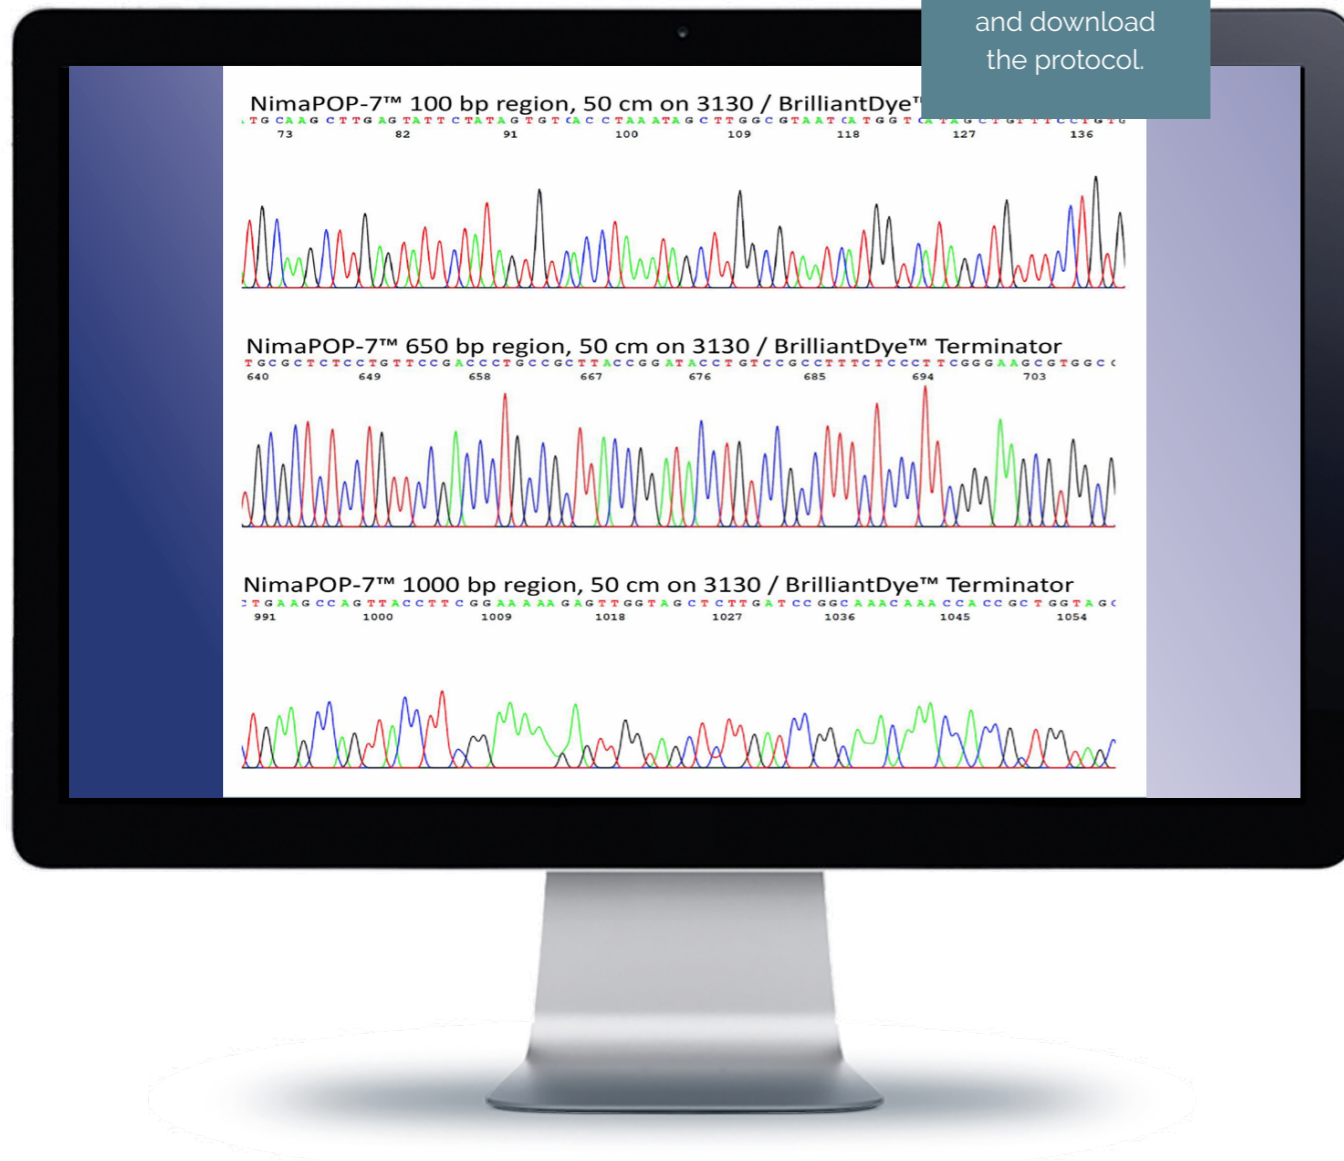 and download
the protocol.
NimaPOP-7™ 100 bp region, 50 cm on 3130 / BrilliantDye™
TGCAAGCTTGAGTATTCTATAGTGTCACCTAAATAGCTTGGCGTAATCATGGTCATAGCTGTTTCCTGTG
73 82 91 100 109 118 127 136
NimaPOP-7™ 650 bp region, 50 cm on 3130 / BrilliantDye™ Terminator
TGCGCTCTCCTGTTCCGACCCTGCCGCTTACCGGATACCTGTCCGCCTTTCTCCCTTCGGGAAGCGTGGCC
640 649 658 667 676 685 694 703
NimaPOP-7™ 1000 bp region, 50 cm on 3130 / BrilliantDye™ Terminator
CTGAAGCCAGTTACCTTCGGAAAAAGAGTTGGTAGCTCTTGATCCGGCAAACAAACCACCGCTGGTAGC
991 1000 1009 1018 1027 1036 1045 1054